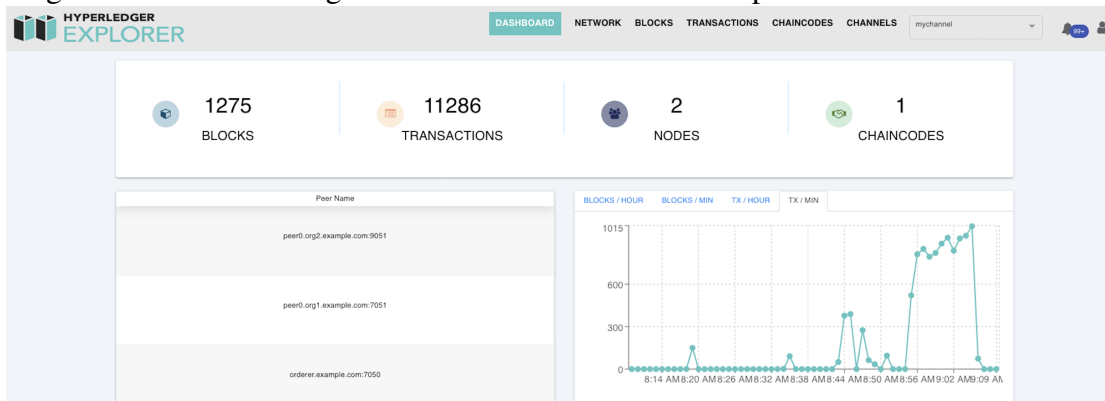 HYPERLEDGER
EXPLORER
DASHBOARD NETWORK BLOCKS TRANSACTIONS CHAINCODES CHANNELS mychannel 99+
1275 11286 2 1
BLOCKS TRANSACTIONS NODES CHAINCODES
Peer Name
peer0.org2.example.com:9051
peer0.org1.example.com:7051
orderer.example.com:7050
BLOCKS / HOUR BLOCKS / MIN TX / HOUR TX / MIN
1015
600
300
0
8:14 AM 8:20 AM 8:26 AM 8:32 AM 8:38 AM 8:44 AM 8:50 AM 8:56 AM 9:02 AM 9:09 AM